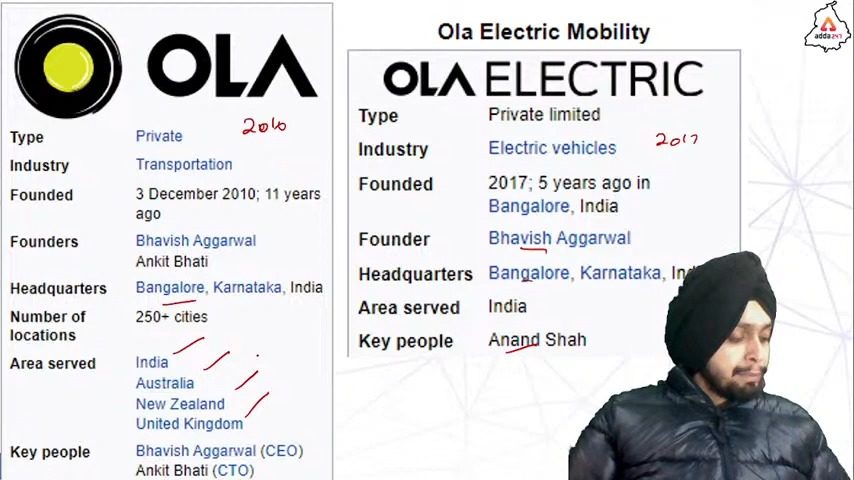 OLA
2010
Type Private
Industry Transportation
Founded 3 December 2010; 11 years
ago
Founders Bhavish Aggarwal
Ankit Bhati
Headquarters Bangalore, Karnataka, India
Number of 250+ cities
locations
Area served India
Australia
New Zealand
United Kingdom
Key people Bhavish Aggarwal (CEO)
Ankit Bhati (CTO)
Ola Electric Mobility
OLA ELECTRIC
Type Private limited
Industry Electric vehicles
2017
Founded 2017; 5 years ago in
Bangalore, India
Founder Bhavish Aggarwal
Headquarters Bangalore, Karnataka, Ind
Area served India
Key people Anand Shah
adda247